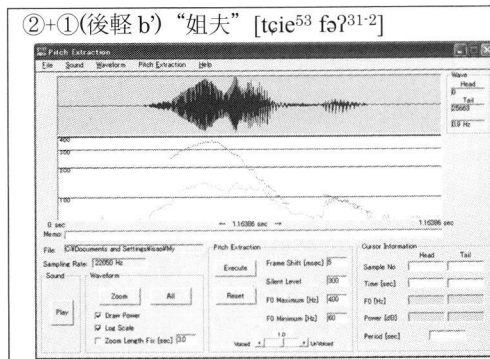 ②+①(後軽 b’) “姐夫” [tɕie⁵³ fəʔ³¹⁻²]
Pitch Extraction
File Sound Waveform Pitch Extraction Help
Wave
Head
0
Tail
25663
0.9 Hz
400
300
200
100
0 sec ← 1.16386 sec → 1.16386 sec
Memo:
File: C:\Documents and Settings\isao\My
Sampling Rate: 22050 Hz
Sound
Play
Waveform
Zoom All
Draw Power
Log Scale
Zoom Length Fix [sec] 3.0
Pitch Extraction
Execute
Reset
Frame Shift [msec] 5
Silent Level 300
F0 Maximum [Hz] 400
F0 Minimum [Hz] 60
1.0
Voiced UnVoiced
Cursor Information
Head Tail
Sample No
Time [sec]
F0 [Hz]
Power [dB]
Period [sec]